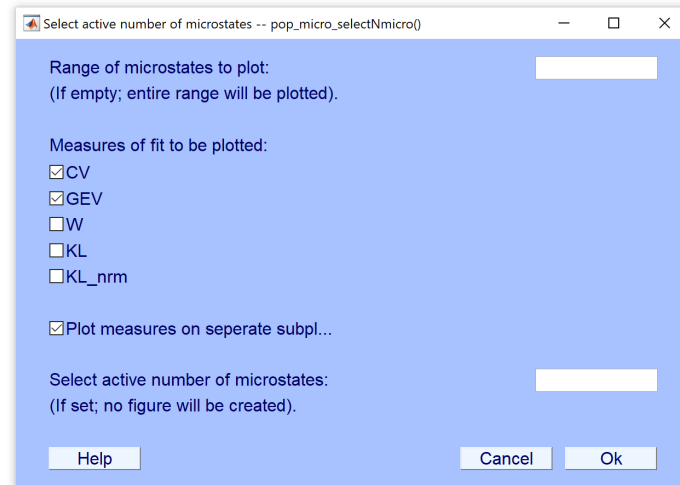 Select active number of microstates -- pop_micro_selectNmicro()
Range of microstates to plot:
(If empty; entire range will be plotted).
Measures of fit to be plotted:
CV
GEV
W
KL
KL_nrm
Plot measures on seperate subpl...
Select active number of microstates:
(If set; no figure will be created).
Help Cancel Ok